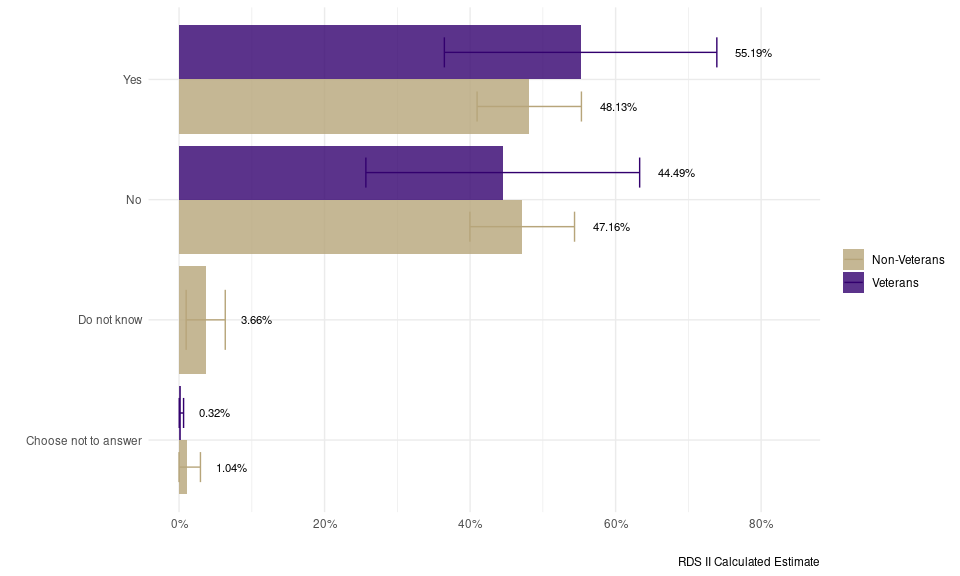 Yes
55.19%
48.13%
No
44.49%
47.16%
Do not know
3.66%
Choose not to answer
0.32%
1.04%
Non-Veterans
Veterans
0% 20% 40% 60% 80%
RDS II Calculated Estimate